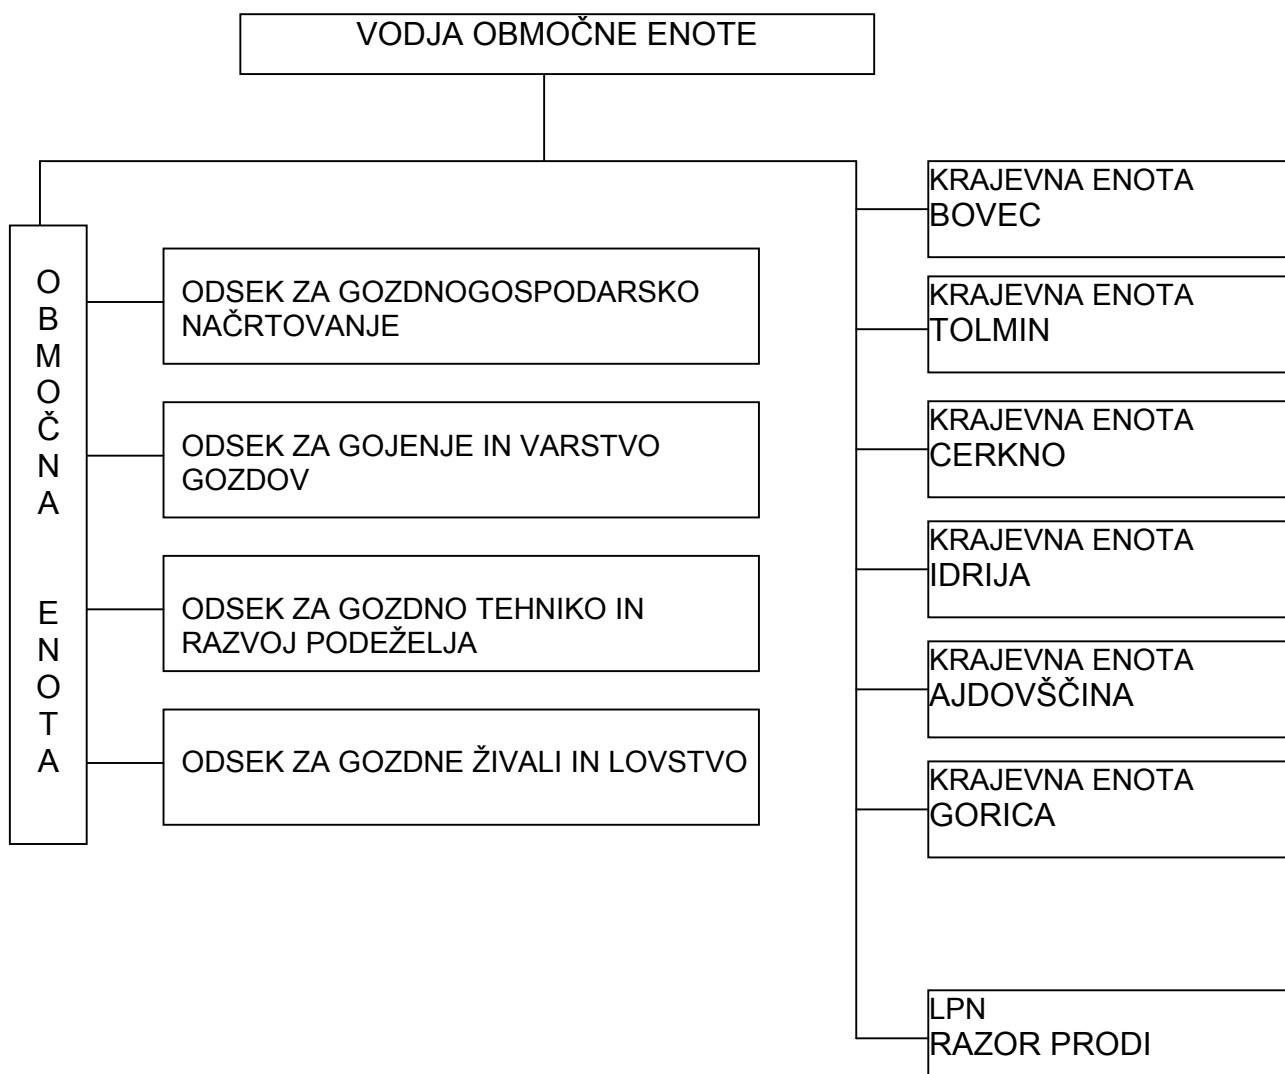 VODJA OBMOČNE ENOTE
OBMOČNA ENOTA
ODSEK ZA GOZDNOGOSPODARSKO
NAČRTOVANJE
ODSEK ZA GOJENJE IN VARSTVO
GOZDOV
ODSEK ZA GOZDNO TEHNIKO IN
RAZVOJ PODEŽELJA
ODSEK ZA GOZDNE ŽIVALI IN LOVSTVO
KRAJEVNA ENOTA
BOVEC
KRAJEVNA ENOTA
TOLMIN
KRAJEVNA ENOTA
CERKNO
KRAJEVNA ENOTA
IDRIJA
KRAJEVNA ENOTA
AJDOVŠČINA
KRAJEVNA ENOTA
GORICA
LPN
RAZOR PRODI